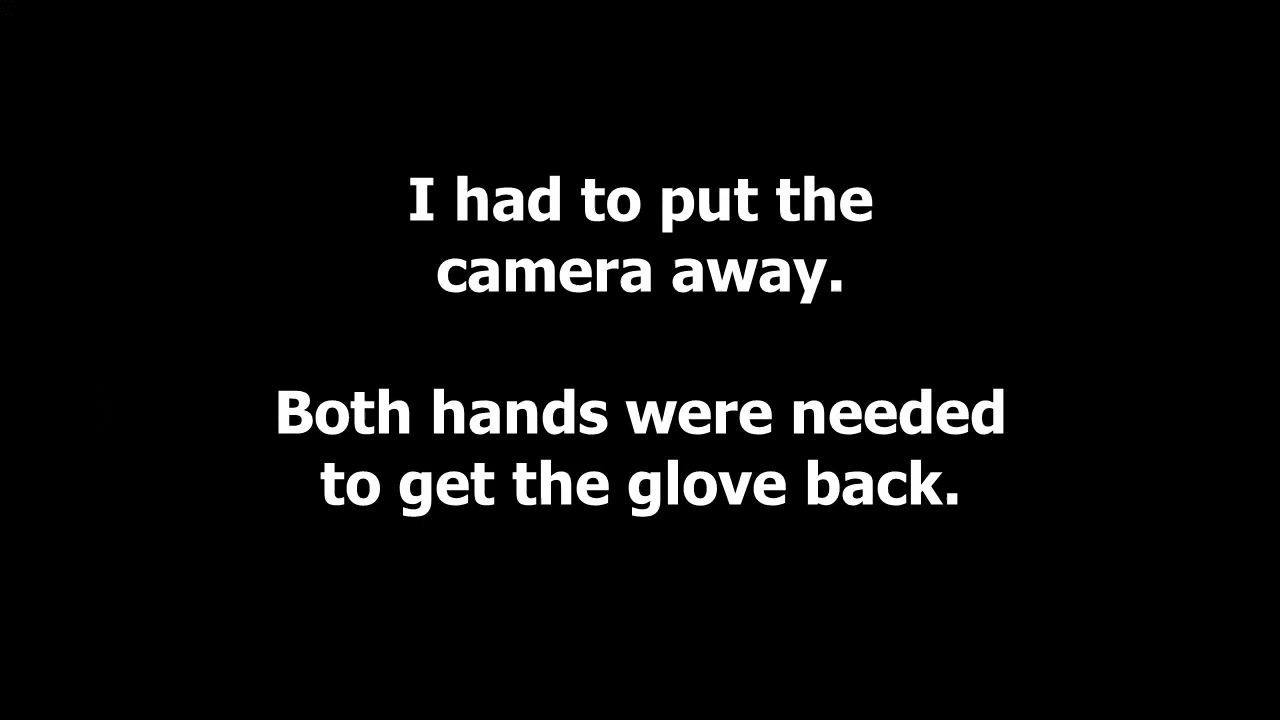 I had to put the
camera away.
Both hands were needed
to get the glove back.